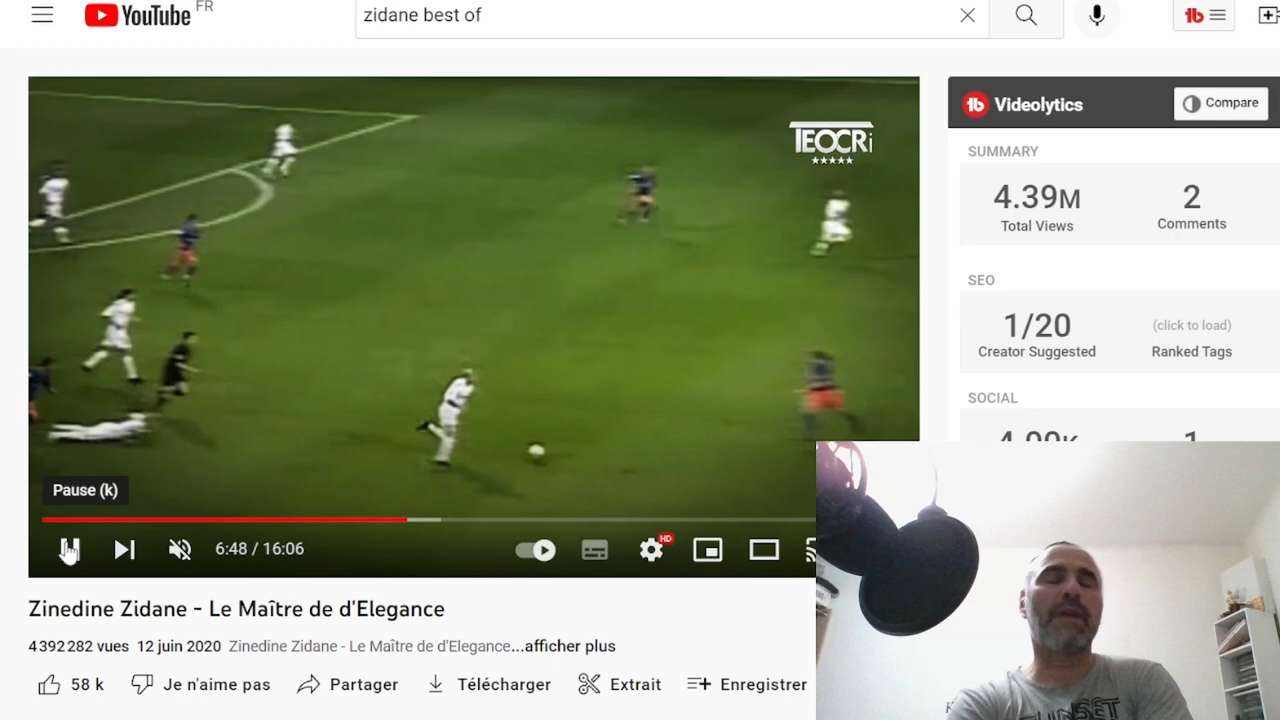 YouTube FR
zidane best of
TEOCRi
Videolytics
Compare
SUMMARY
4.39M
Total Views
2
Comments
SEO
1/20
Creator Suggested
(click to load)
Ranked Tags
SOCIAL
Pause (k)
6:48 / 16:06
HD
Zinedine Zidane - Le Maître de d'Elegance
4 392 282 vues 12 juin 2020 Zinedine Zidane - Le Maître de d'Elegance...afficher plus
58 k Je n'aime pas Partager Télécharger Extrait Enregistrer
SUNSET